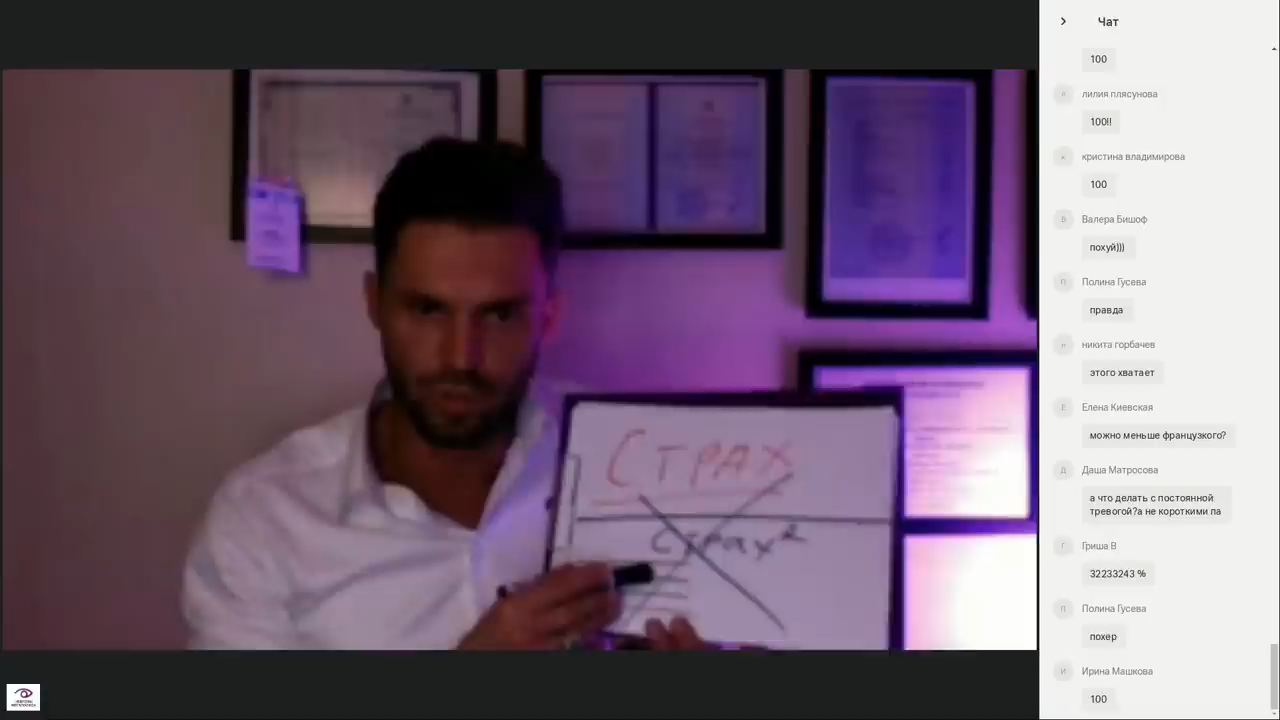 Страх
Страх²
Чат
100
лилия плясунова
100!!
кристина владимирова
100
Валера Бишоф
похуй)))
Полина Гусева
правда
никита горбачев
этого хватает
Елена Киевская
можно меньше французкого?
Даша Матросова
а что делать с постоянной
тревогой?а не короткими па
Гриша В
32233243 %
Полина Гусева
похер
Ирина Машкова
100